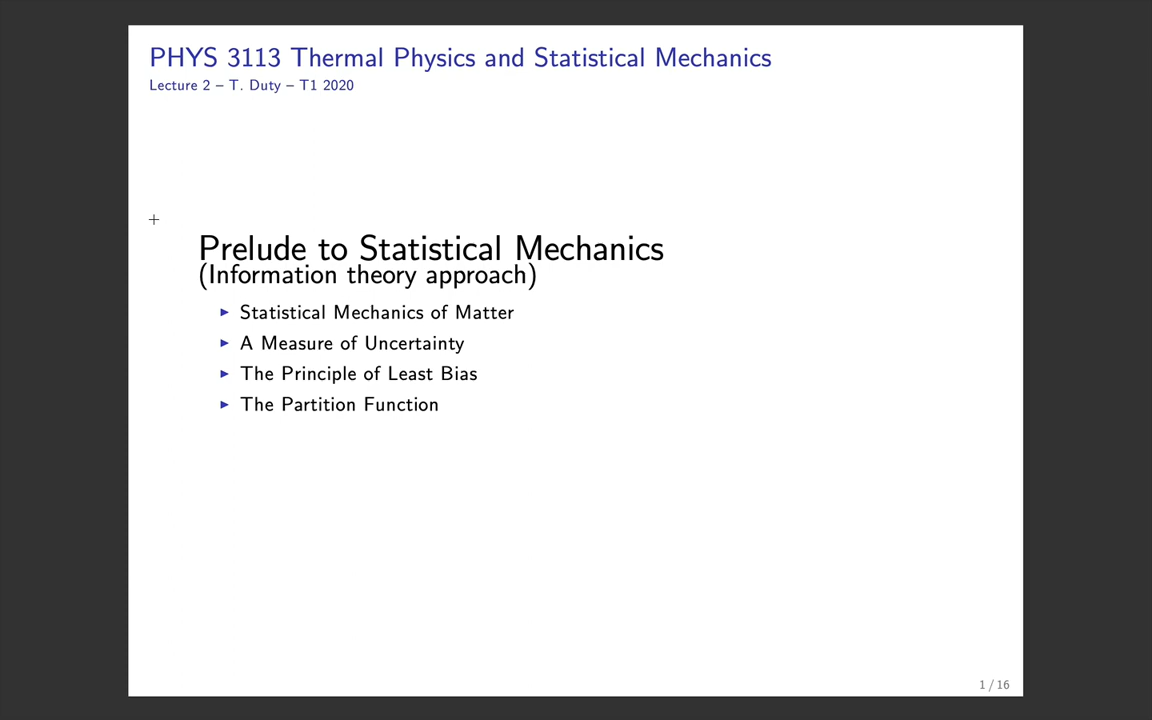 PHYS 3113 Thermal Physics and Statistical Mechanics
Lecture 2 – T. Duty – T1 2020
+
Prelude to Statistical Mechanics
(Information theory approach)
▶ Statistical Mechanics of Matter
▶ A Measure of Uncertainty
▶ The Principle of Least Bias
▶ The Partition Function
1 / 16